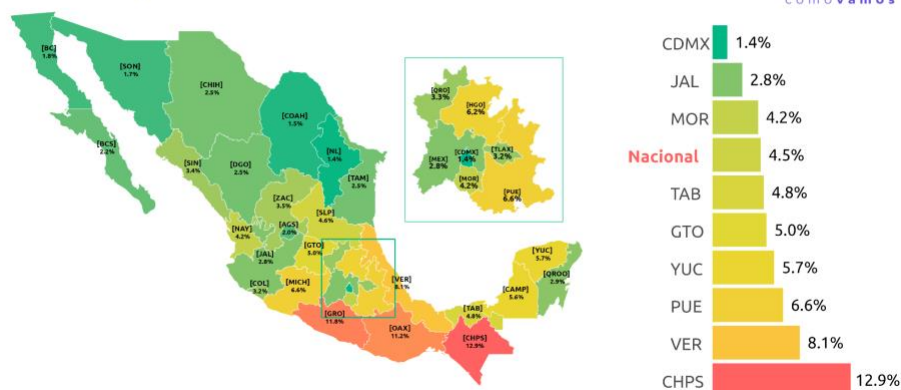 cómovamos
[BC]
1.8%
[SON]
1.7%
[CHIH]
2.5%
[COAH]
1.5%
[NL]
1.4%
[BCS]
2.2%
[SIN]
3.4%
[DGO]
2.5%
[TAM]
2.5%
[ZAC]
3.5%
[SLP]
4.6%
[NAY]
4.2%
[AGS]
2.0%
[JAL]
2.8%
[GTO]
5.0%
[COL]
3.2%
[MICH]
6.6%
[VER]
8.1%
[GRO]
11.8%
[OAX]
11.2%
[TAB]
4.8%
[CHPS]
12.9%
[CAMP]
5.6%
[YUC]
5.7%
[QROO]
2.9%
[QRO]
3.3%
[HGO]
6.2%
[MEX]
2.8%
[CDMX]
1.4%
[TLAX]
3.2%
[MOR]
4.2%
[PUE]
6.6%
CDMX 1.4%
JAL 2.8%
MOR 4.2%
Nacional 4.5%
TAB 4.8%
GTO 5.0%
YUC 5.7%
PUE 6.6%
VER 8.1%
CHPS 12.9%